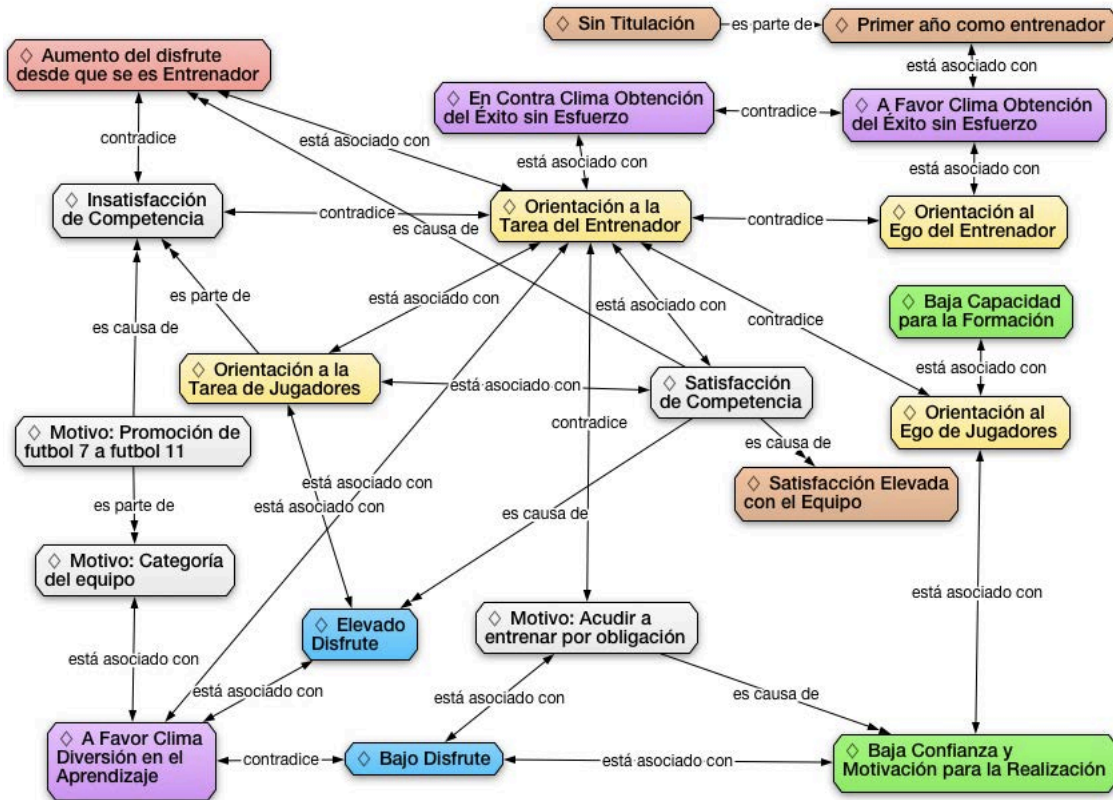 ◇ Sin Titulación
es parte de
◇ Primer año como entrenador
◇ Aumento del disfrute
desde que se es Entrenador
está asociado con
◇ En Contra Clima Obtención
del Éxito sin Esfuerzo
contradice
◇ A Favor Clima Obtención
del Éxito sin Esfuerzo
contradice
está asociado con
está asociado con
está asociado con
◇ Insatisfacción
de Competencia
contradice
◇ Orientación a la
Tarea del Entrenador
contradice
◇ Orientación al
Ego del Entrenador
es causa de
es parte de
está asociado con
está asociado con
contradice
◇ Baja Capacidad
para la Formación
es causa de
◇ Orientación a la
Tarea de Jugadores
está asociado con
◇ Satisfacción
de Competencia
está asociado con
◇ Orientación al
Ego de Jugadores
contradice
◇ Motivo: Promoción de
futbol 7 a futbol 11
es causa de
está asociado con
◇ Satisfacción Elevada
con el Equipo
es parte de
está asociado con
es causa de
◇ Motivo: Categoría
del equipo
◇ Elevado
Disfrute
◇ Motivo: Acudir a
entrenar por obligación
está asociado con
está asociado con
está asociado con
está asociado con
es causa de
◇ A Favor Clima
Diversión en el
Aprendizaje
contradice
◇ Bajo Disfrute
está asociado con
◇ Baja Confianza y
Motivación para la Realización